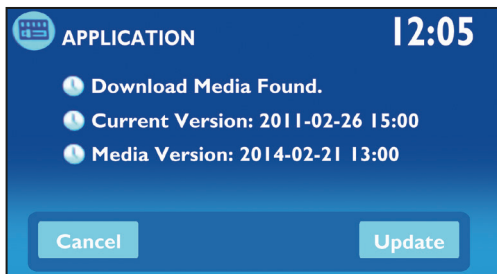 APPLICATION 12:05
Download Media Found.
Current Version: 2011-02-26 15:00
Media Version: 2014-02-21 13:00
Cancel Update